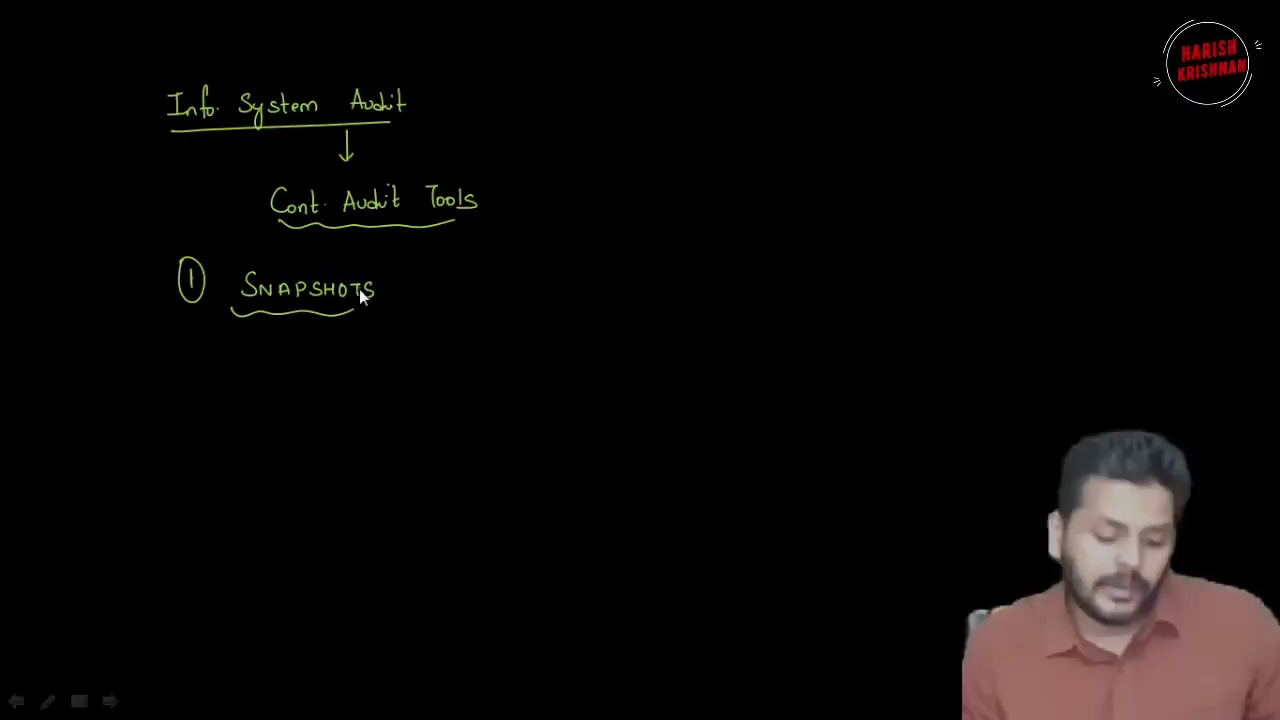 HARISH
KRISHNAN
Info. System Audit
Cont. Audit Tools
1 SNAPSHOTS